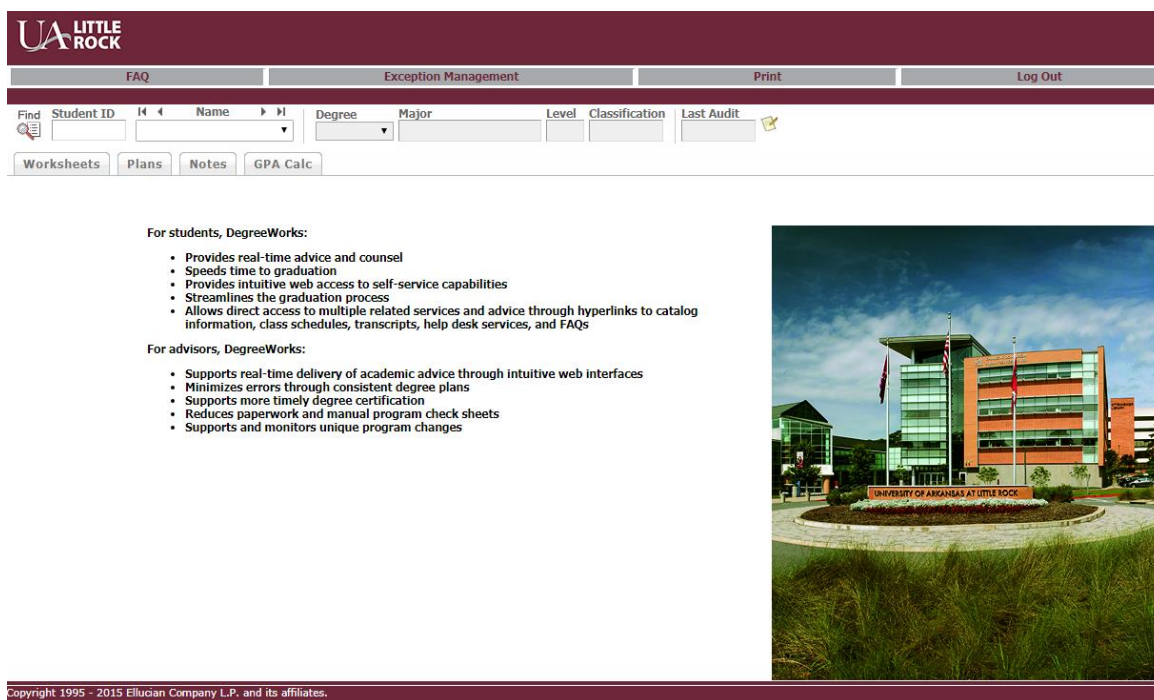 UA LITTLE
ROCK
FAQ Exception Management Print Log Out
Find Student ID Name Degree Major Level Classification Last Audit
Worksheets Plans Notes GPA Calc
For students, DegreeWorks:
• Provides real-time advice and counsel
• Speeds time to graduation
• Provides intuitive web access to self-service capabilities
• Streamlines the graduation process
• Allows direct access to multiple related services and advice through hyperlinks to catalog
information, class schedules, transcripts, help desk services, and FAQs
For advisors, DegreeWorks:
• Supports real-time delivery of academic advice through intuitive web interfaces
• Minimizes errors through consistent degree plans
• Supports more timely degree certification
• Reduces paperwork and manual program check sheets
• Supports and monitors unique program changes
UNIVERSITY OF ARKANSAS AT LITTLE ROCK
Copyright 1995 - 2015 Ellucian Company L.P. and its affiliates.